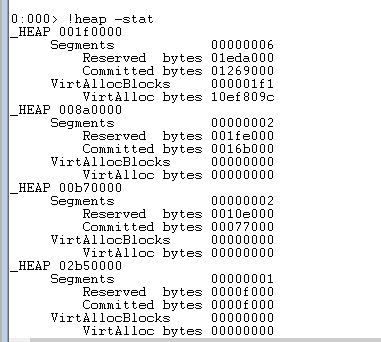 0:000> !heap -stat
_HEAP 001f0000
Segments 00000006
Reserved bytes 01eda000
Committed bytes 01269000
VirtAllocBlocks 000001f1
VirtAlloc bytes 10ef809c
_HEAP 008a0000
Segments 00000002
Reserved bytes 001fe000
Committed bytes 0016b000
VirtAllocBlocks 00000000
VirtAlloc bytes 00000000
_HEAP 00b70000
Segments 00000002
Reserved bytes 0010e000
Committed bytes 00077000
VirtAllocBlocks 00000000
VirtAlloc bytes 00000000
_HEAP 02b50000
Segments 00000001
Reserved bytes 0000f000
Committed bytes 0000f000
VirtAllocBlocks 00000000
VirtAlloc bytes 00000000